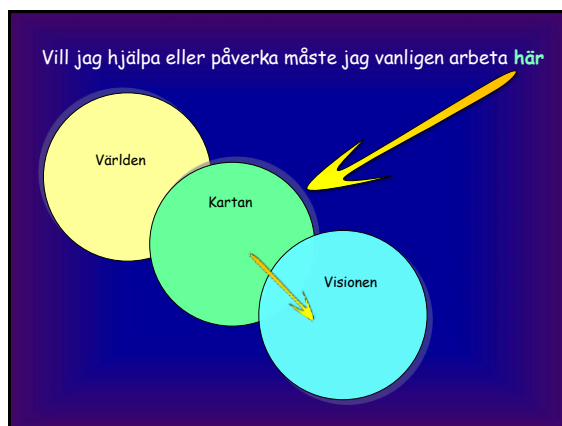 Vill jag hjälpa eller påverka måste jag vanligen arbeta här
Världen
Kartan
Visionen